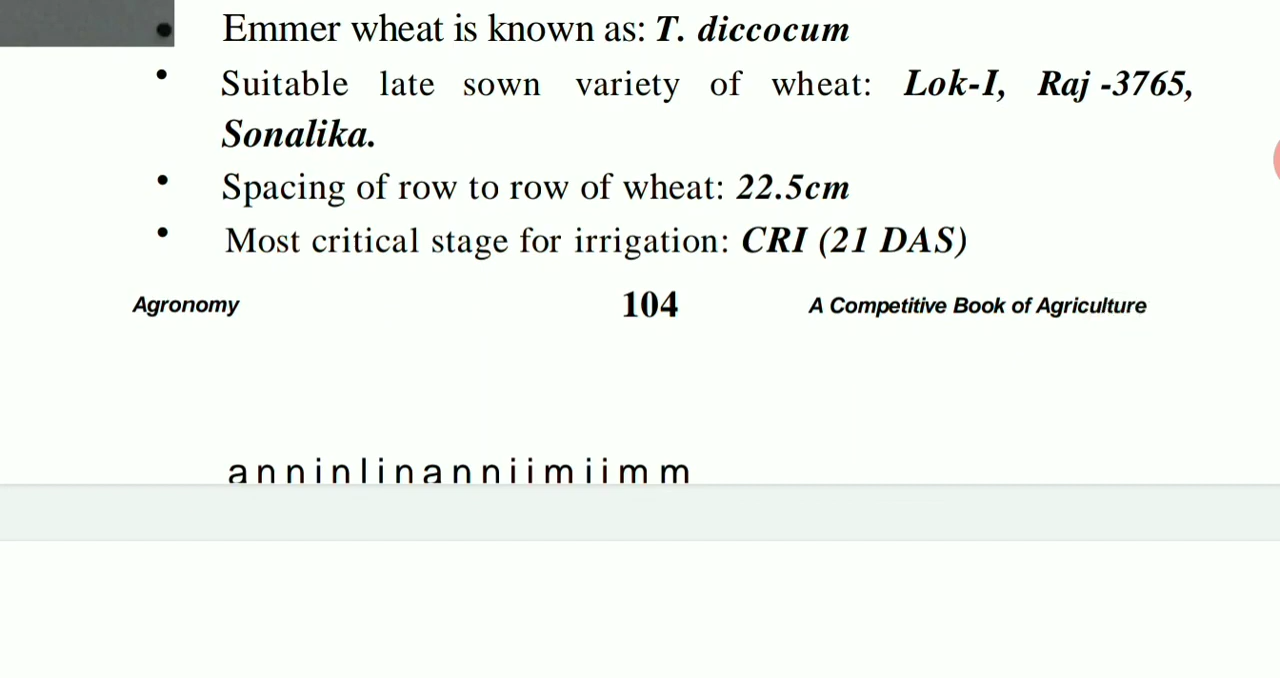 • Emmer wheat is known as: T. diccocum
• Suitable late sown variety of wheat: Lok-I, Raj -3765,
Sonalika.
• Spacing of row to row of wheat: 22.5cm
• Most critical stage for irrigation: CRI (21 DAS)
Agronomy 104 A Competitive Book of Agriculture
a n n i n l i n a n n i i m i i m m